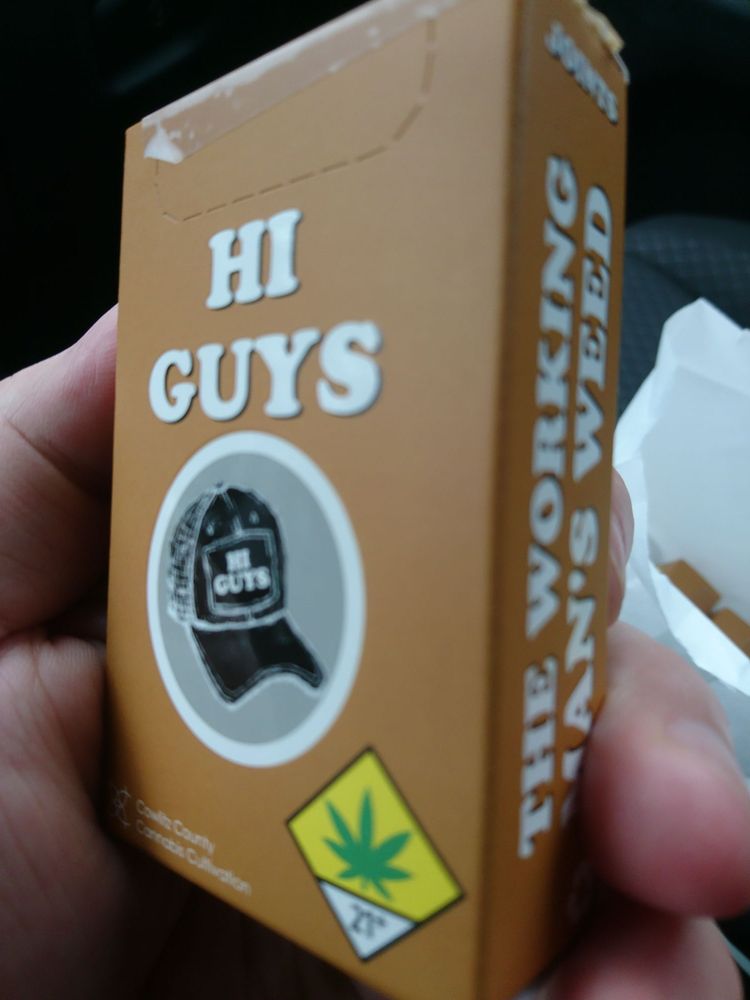 HI
GUYS
HI
GUYS
Cowlitz County
Cannabis Cultivation
21+
JOINTS
THE WORKING
MAN'S WEED